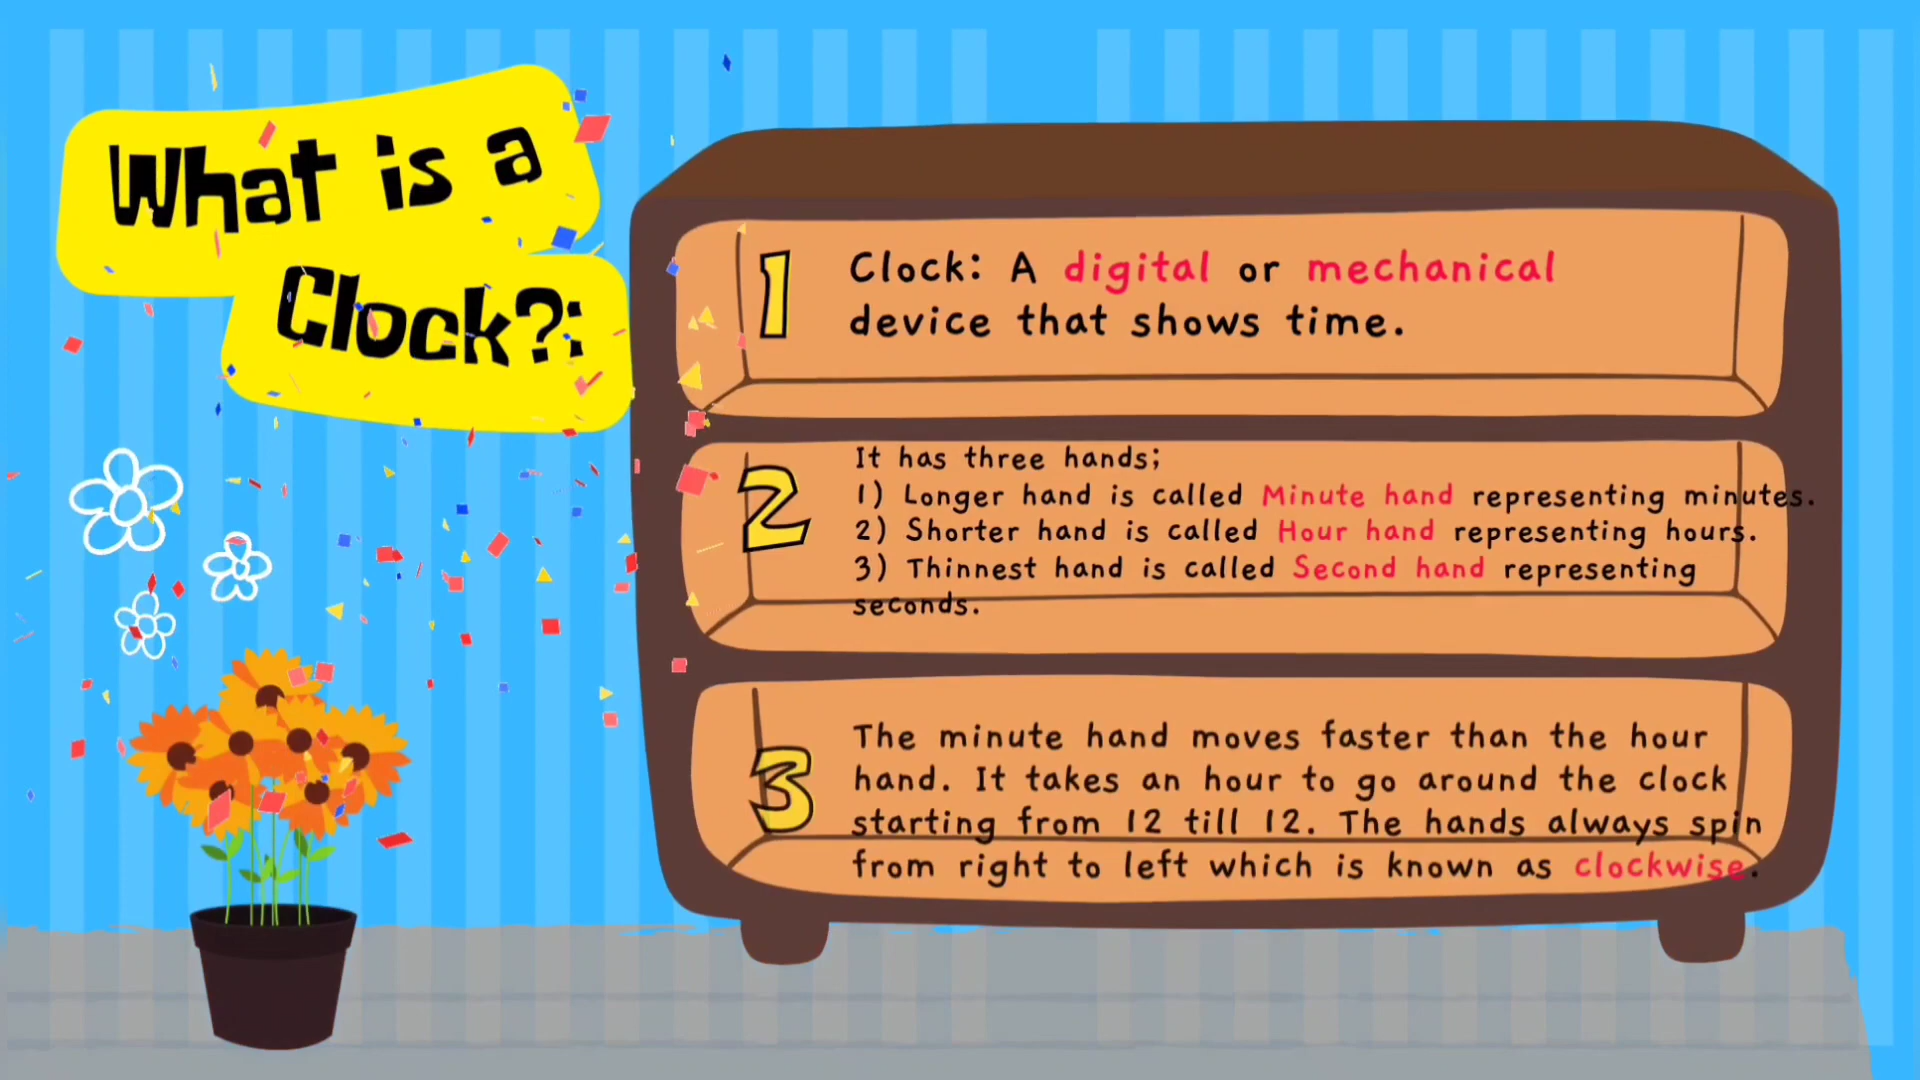 What is a
Clock?:
1
Clock: A digital or mechanical
device that shows time.
2
It has three hands;
1) Longer hand is called Minute hand representing minutes.
2) Shorter hand is called Hour hand representing hours.
3) Thinnest hand is called Second hand representing
seconds.
3
The minute hand moves faster than the hour
hand. It takes an hour to go around the clock
starting from 12 till 12. The hands always spin
from right to left which is known as clockwise.